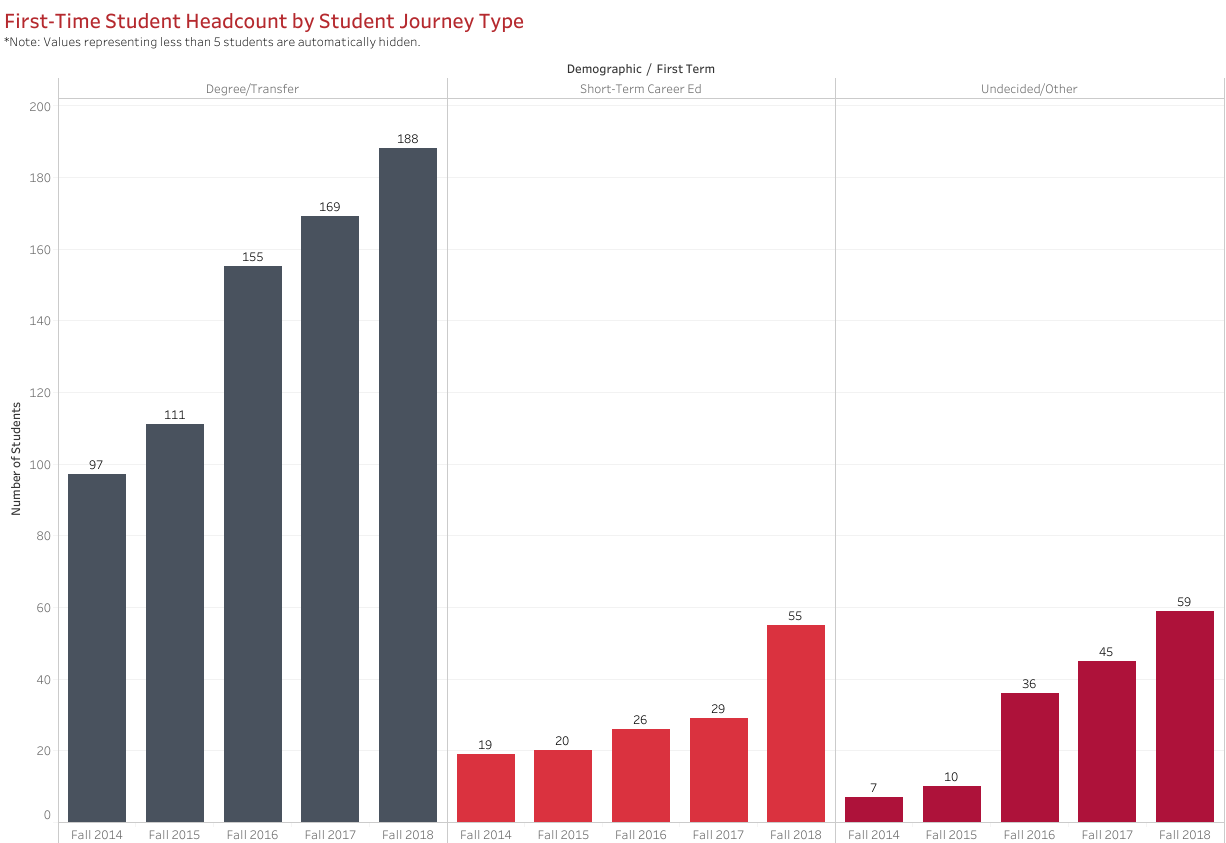 First-Time Student Headcount by Student Journey Type
*Note: Values representing less than 5 students are automatically hidden.
Demographic / First Term
Degree/Transfer
Short-Term Career Ed
Undecided/Other
Number of Students
200
180
160
140
120
100
80
60
40
20
0
97
111
155
169
188
19
20
26
29
55
7
10
36
45
59
Fall 2014
Fall 2015
Fall 2016
Fall 2017
Fall 2018
Fall 2014
Fall 2015
Fall 2016
Fall 2017
Fall 2018
Fall 2014
Fall 2015
Fall 2016
Fall 2017
Fall 2018